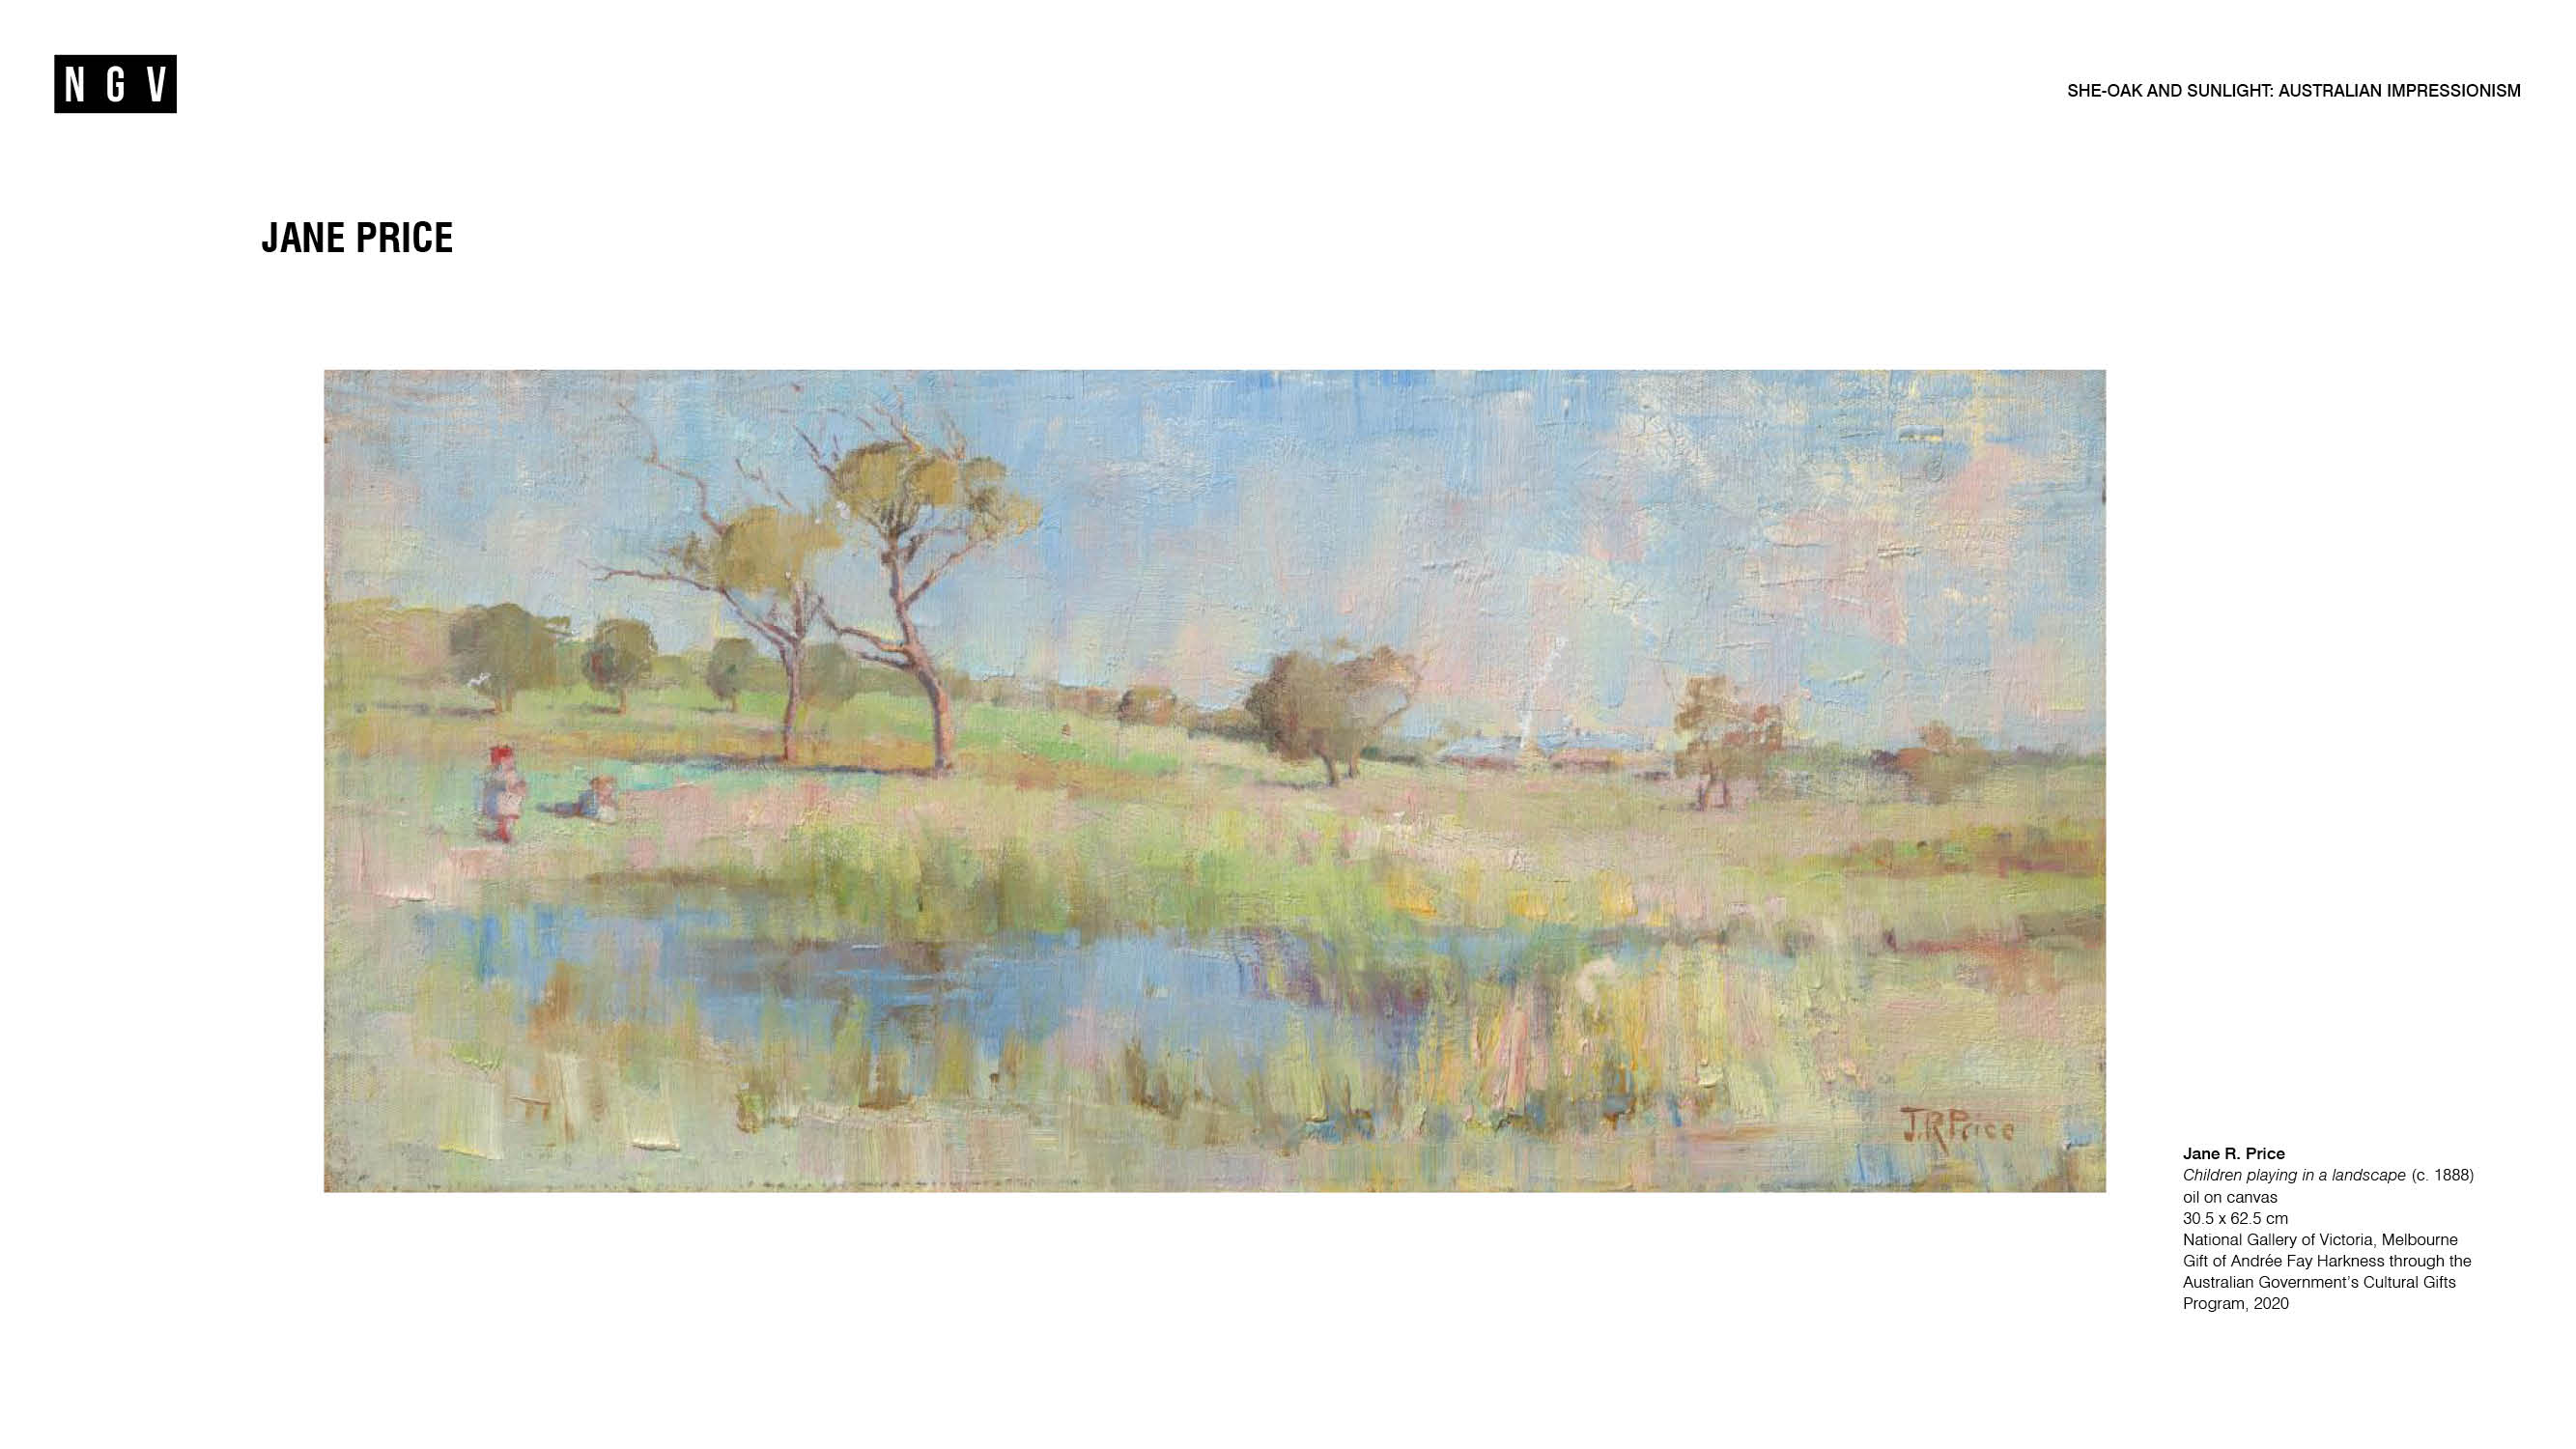 NGV
SHE-OAK AND SUNLIGHT: AUSTRALIAN IMPRESSIONISM
JANE PRICE
J.R Price
Jane R. Price
Children playing in a landscape (c. 1888)
oil on canvas
30.5 x 62.5 cm
National Gallery of Victoria, Melbourne
Gift of Andrée Fay Harkness through the
Australian Government’s Cultural Gifts
Program, 2020